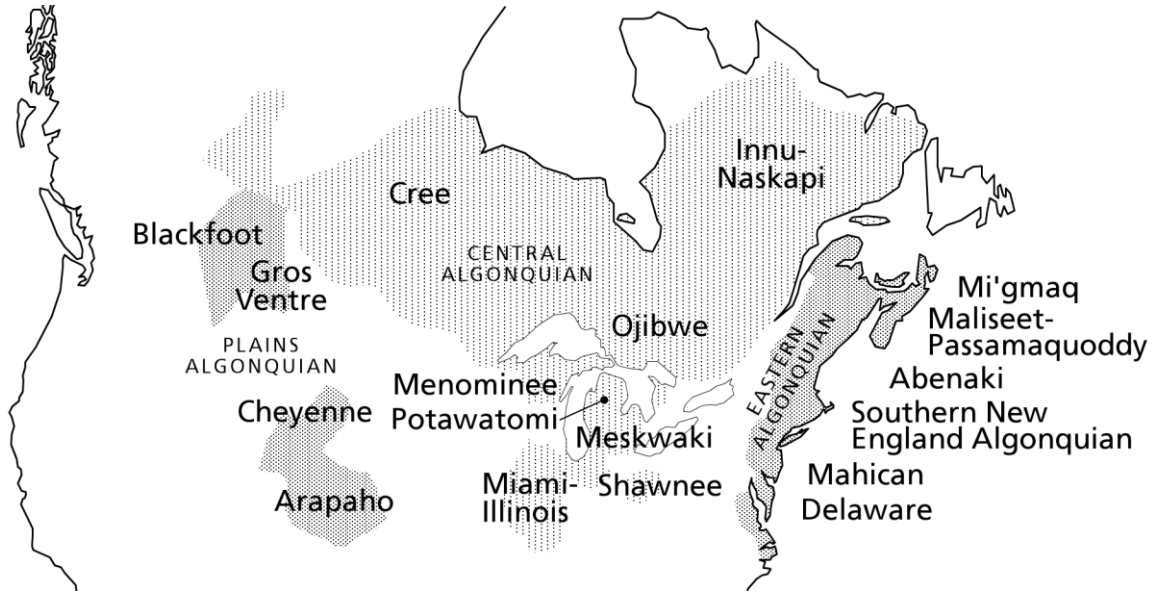 Innu-
Naskapi
Cree
Blackfoot
Gros
Ventre
CENTRAL
ALGONQUIAN
PLAINS
ALGONQUIAN
Ojibwe
Mi'gmaq
Maliseet-
Passamaquoddy
EASTERN
ALGONQUIAN
Abenaki
Southern New
England Algonquian
Mahican
Delaware
Menominee
Potawatomi
Meskwaki
Cheyenne
Arapaho
Miami-
Illinois
Shawnee